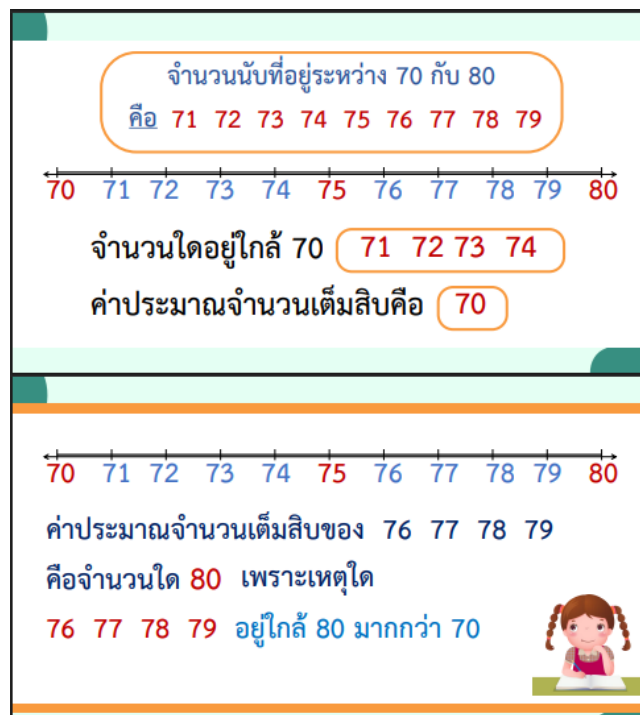 จำนวนนับที่อยู่ระหว่าง 70 กับ 80
คือ 71 72 73 74 75 76 77 78 79
70 71 72 73 74 75 76 77 78 79 80
จำนวนใดอยู่ใกล้ 70 71 72 73 74
ค่าประมาณจำนวนเต็มสิบคือ 70
70 71 72 73 74 75 76 77 78 79 80
ค่าประมาณจำนวนเต็มสิบของ 76 77 78 79
คือจำนวนใด 80 เพราะเหตุใด
76 77 78 79 อยู่ใกล้ 80 มากกว่า 70